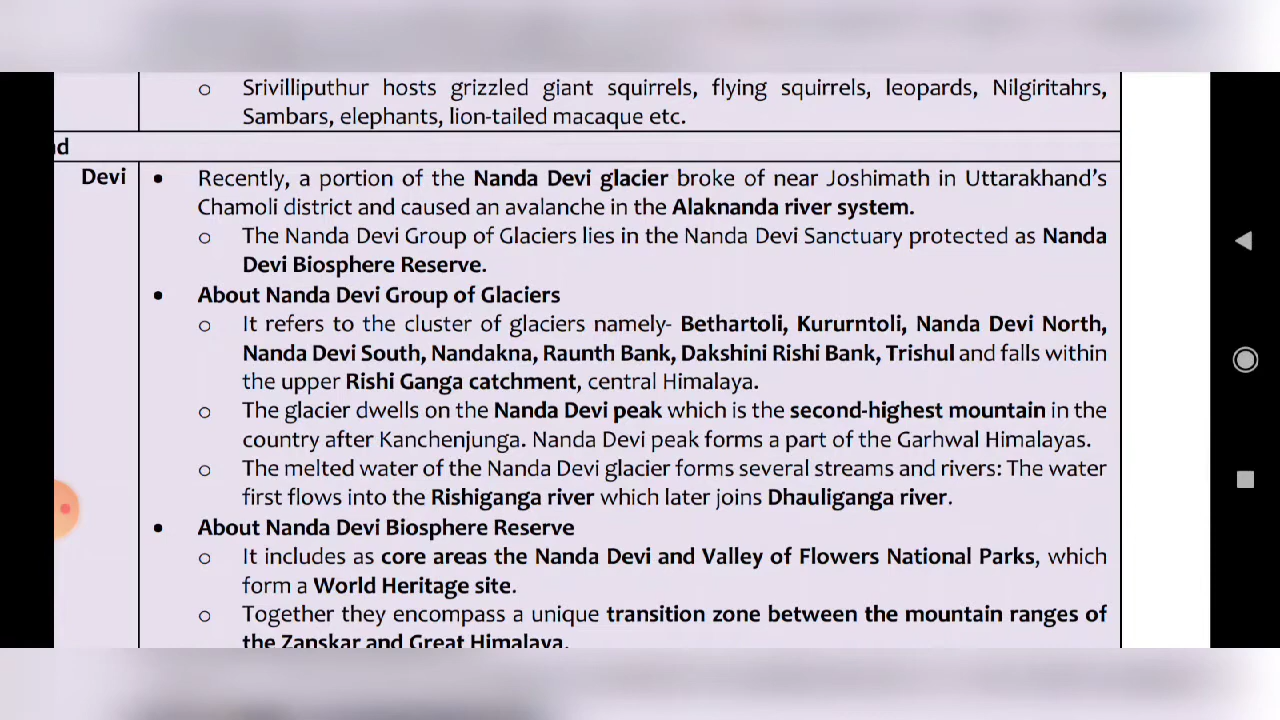 ○ Srivilliputhur hosts grizzled giant squirrels, flying squirrels, leopards, Nilgiritahrs,
Sambars, elephants, lion-tailed macaque etc.
Devi
• Recently, a portion of the Nanda Devi glacier broke of near Joshimath in Uttarakhand's
Chamoli district and caused an avalanche in the Alaknanda river system.
○ The Nanda Devi Group of Glaciers lies in the Nanda Devi Sanctuary protected as Nanda
Devi Biosphere Reserve.
• About Nanda Devi Group of Glaciers
○ It refers to the cluster of glaciers namely- Bethartoli, Kururntoli, Nanda Devi North,
Nanda Devi South, Nandakna, Raunth Bank, Dakshini Rishi Bank, Trishul and falls within
the upper Rishi Ganga catchment, central Himalaya.
○ The glacier dwells on the Nanda Devi peak which is the second-highest mountain in the
country after Kanchenjunga. Nanda Devi peak forms a part of the Garhwal Himalayas.
○ The melted water of the Nanda Devi glacier forms several streams and rivers: The water
first flows into the Rishiganga river which later joins Dhauliganga river.
• About Nanda Devi Biosphere Reserve
○ It includes as core areas the Nanda Devi and Valley of Flowers National Parks, which
form a World Heritage site.
○ Together they encompass a unique transition zone between the mountain ranges of
the Zanskar and Great Himalaya.